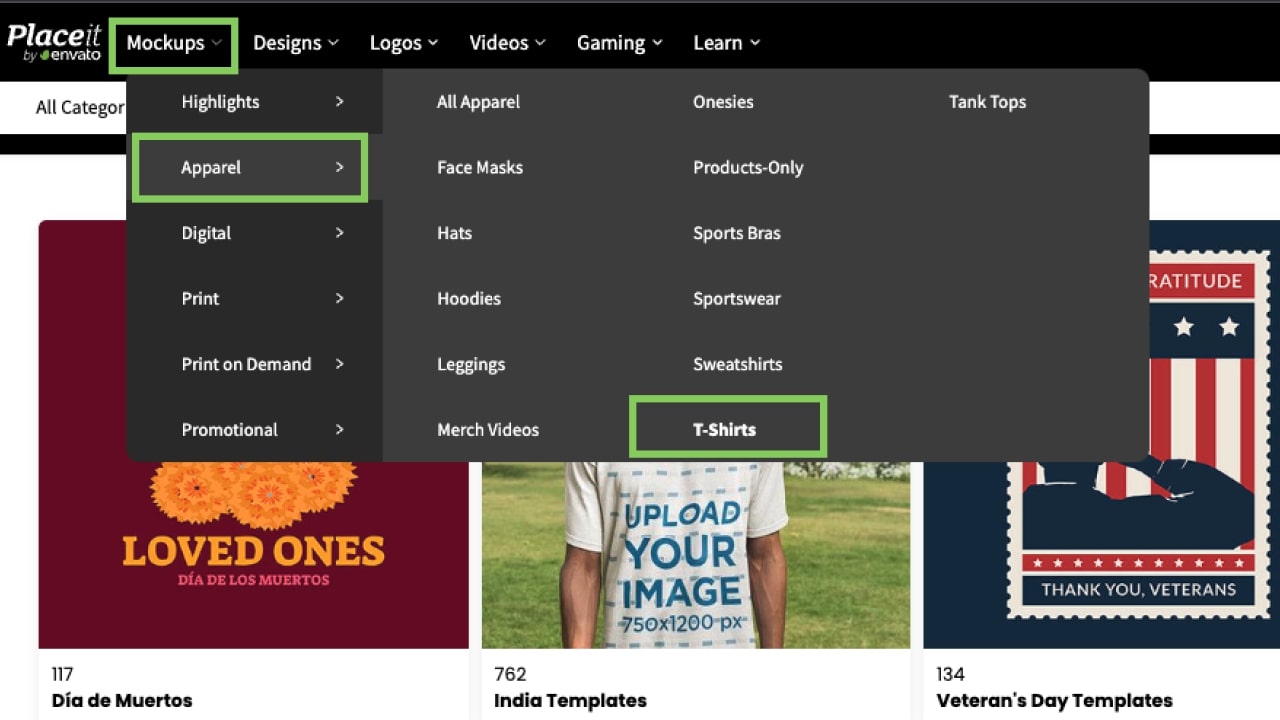 Placeit
by envato
Mockups
Designs
Logos
Videos
Gaming
Learn
All Categor
Highlights
Apparel
Digital
Print
Print on Demand
Promotional
All Apparel
Face Masks
Hats
Hoodies
Leggings
Merch Videos
Onesies
Products-Only
Sports Bras
Sportswear
Sweatshirts
T-Shirts
Tank Tops
LOVED ONES
DÍA DE LOS MUERTOS
117
Día de Muertos
UPLOAD
YOUR
IMAGE
750x1200 px
762
India Templates
RATITUDE
THANK YOU, VETERANS
134
Veteran's Day Templates